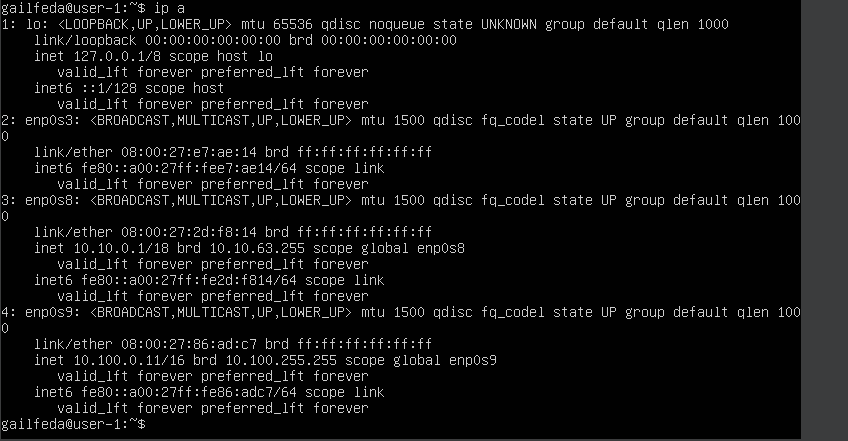 gailfeda@user-1:~$ ip a
1: lo: <LOOPBACK,UP,LOWER_UP> mtu 65536 qdisc noqueue state UNKNOWN group default qlen 1000
    link/loopback 00:00:00:00:00:00 brd 00:00:00:00:00:00
    inet 127.0.0.1/8 scope host lo
       valid_lft forever preferred_lft forever
    inet6 ::1/128 scope host
       valid_lft forever preferred_lft forever
2: enp0s3: <BROADCAST,MULTICAST,UP,LOWER_UP> mtu 1500 qdisc fq_codel state UP group default qlen 100
0
    link/ether 08:00:27:e7:ae:14 brd ff:ff:ff:ff:ff:ff
    inet6 fe80::a00:27ff:fee7:ae14/64 scope link
       valid_lft forever preferred_lft forever
3: enp0s8: <BROADCAST,MULTICAST,UP,LOWER_UP> mtu 1500 qdisc fq_codel state UP group default qlen 100
0
    link/ether 08:00:27:2d:f8:14 brd ff:ff:ff:ff:ff:ff
    inet 10.10.0.1/18 brd 10.10.63.255 scope global enp0s8
       valid_lft forever preferred_lft forever
    inet6 fe80::a00:27ff:fe2d:f814/64 scope link
       valid_lft forever preferred_lft forever
4: enp0s9: <BROADCAST,MULTICAST,UP,LOWER_UP> mtu 1500 qdisc fq_codel state UP group default qlen 100
0
    link/ether 08:00:27:86:ad:c7 brd ff:ff:ff:ff:ff:ff
    inet 10.100.0.11/16 brd 10.100.255.255 scope global enp0s9
       valid_lft forever preferred_lft forever
    inet6 fe80::a00:27ff:fe86:adc7/64 scope link
       valid_lft forever preferred_lft forever
gailfeda@user-1:~$